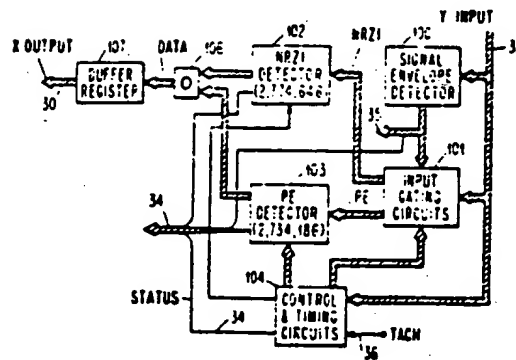 Y INPUT
X OUTPUT
107
DATA
106
102
NRZI
100
BUFFER
REGISTER
O
NRZI
DETECTOR
(2,774,646)
SIGNAL
ENVELOPE
DETECTOR
30
35
101
103
INPUT
GATING
CIRCUITS
PE
DETECTOR
(2,734,186)
PE
34
104
STATUS
CONTROL
& TIMING
CIRCUITS
34
TACH
36